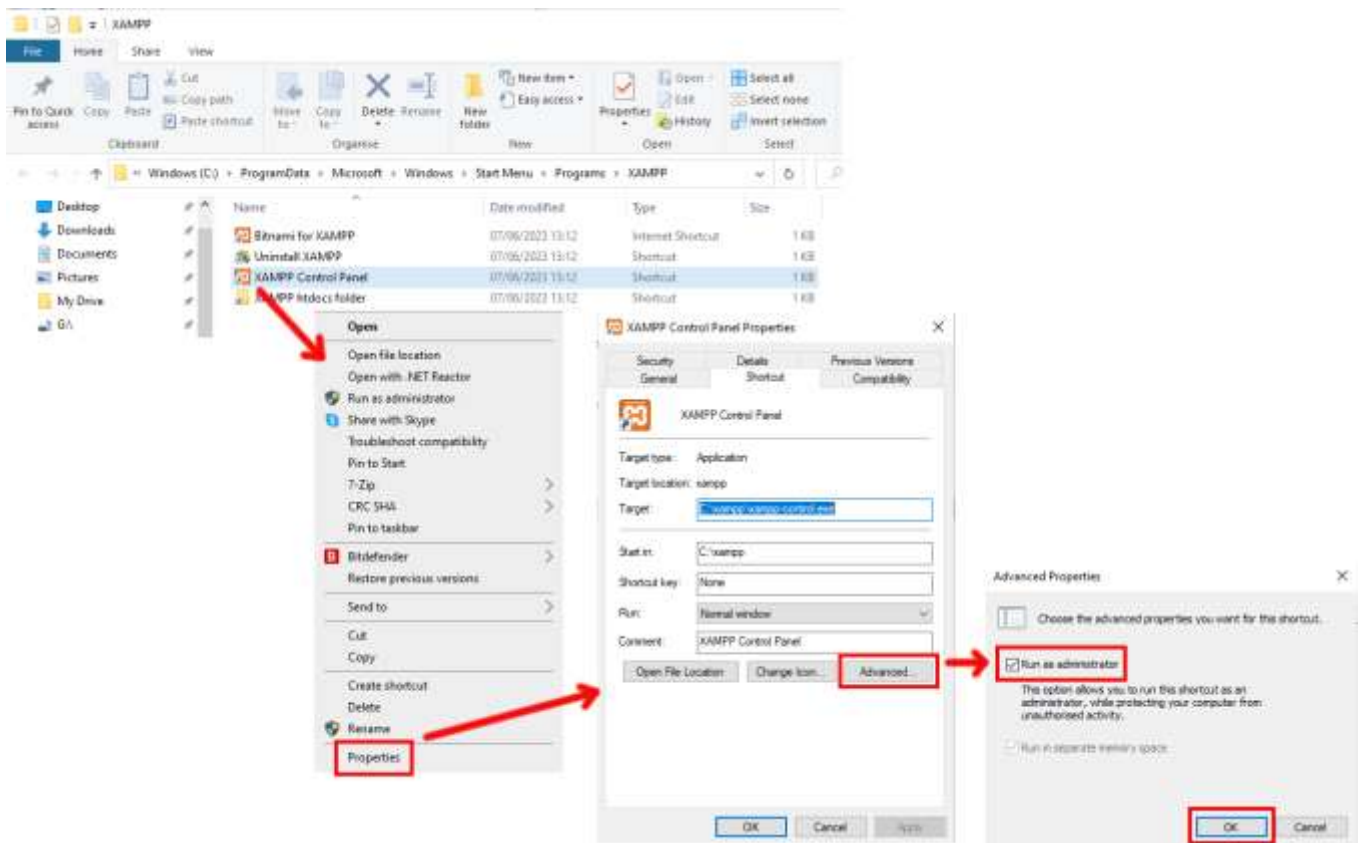 XAMPP
File Home Share View
Pin to Quick access Copy Paste Cut Copy path Paste shortcut Move to Copy to Delete Rename New folder New item Easy access Properties Open Edit History Select all Select none Invert selection
Clipboard Organise New Open Select
Windows (C:) ProgramData Microsoft Windows Start Menu Programs XAMPP
Name Date modified Type Size
Desktop
Downloads
Documents
Pictures
My Drive
G:\
Bitnami for XAMPP 07/06/2023 13:12 Internet Shortcut 1 KB
Uninstall XAMPP 07/06/2023 13:12 Shortcut 1 KB
XAMPP Control Panel 07/06/2023 13:12 Shortcut 1 KB
XAMPP htdocs folder 07/06/2023 13:12 Shortcut 1 KB
Open
Open file location
Open with .NET Reactor
Run as administrator
Share with Skype
Troubleshoot compatibility
Pin to Start
7-Zip
CRC SHA
Pin to taskbar
Bitdefender
Restore previous versions
Send to
Cut
Copy
Create shortcut
Delete
Rename
Properties
XAMPP Control Panel Properties
Security Details Previous Versions
General Shortcut Compatibility
XAMPP Control Panel
Target type: Application
Target location: xampp
Target: C:\xampp\xampp-control.exe
Start in: C:\xampp
Shortcut key: None
Run: Normal window
Comment: XAMPP Control Panel
Open File Location Change Icon... Advanced...
OK Cancel Apply
Advanced Properties
Choose the advanced properties you want for this shortcut.
Run as administrator
This option allows you to run this shortcut as an
administrator, while protecting your computer from
unauthorised activity.
Run in separate memory space
OK Cancel